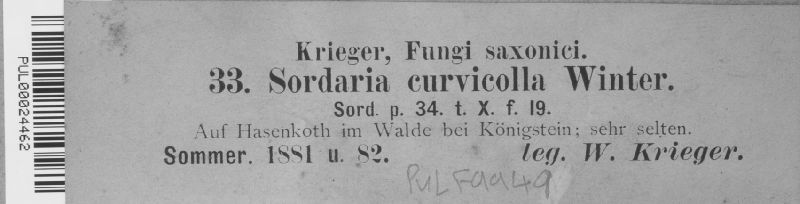 Krieger, Fungi saxonici.
33. Sordaria curvicolla Winter.
Sord. p. 34. t. X. f. 19.
Auf Hasenkoth im Walde bei Königstein; sehr selten.
Sommer. 1881 u. 82. leg. W. Krieger.
PUL F9949
PUL00024462